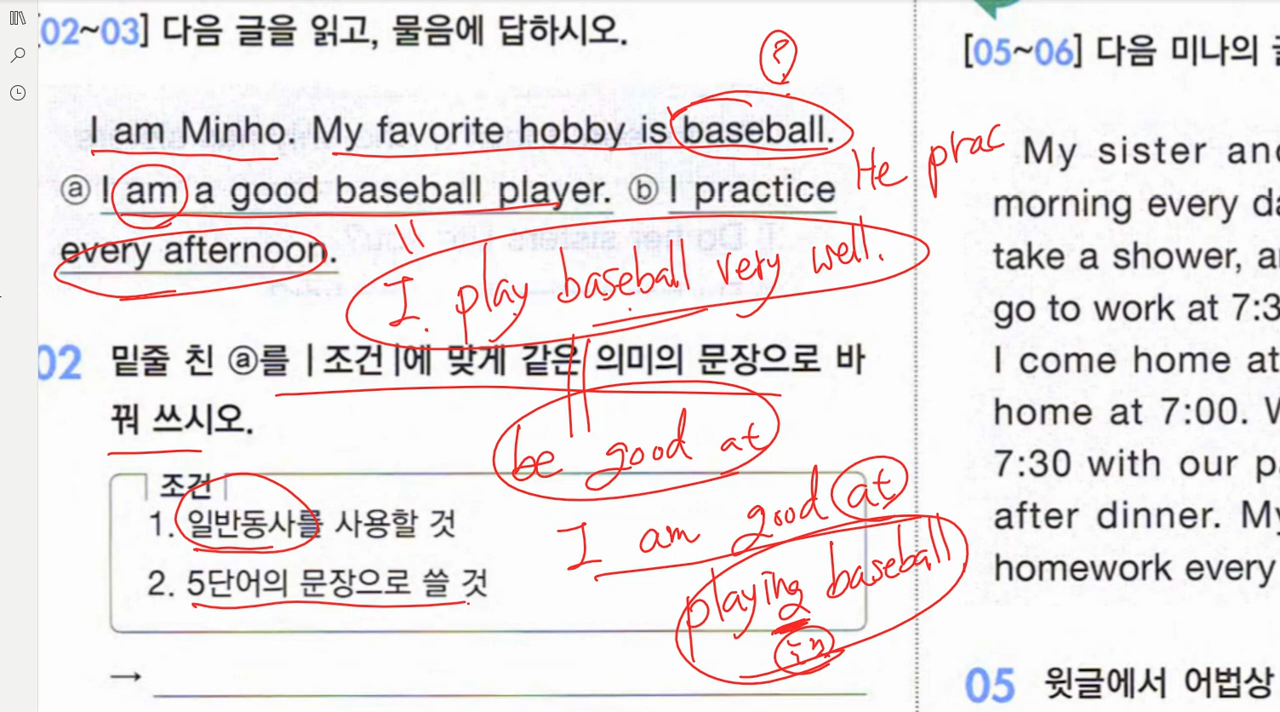 [02~03] 다음 글을 읽고, 물음에 답하시오.
?
I am Minho. My favorite hobby is baseball.
ⓐ I am a good baseball player. ⓑ I practice
He prac
every afternoon.
I play baseball very well.
02 밑줄 친 ⓐ를 |조건|에 맞게 같은 의미의 문장으로 바
꿔 쓰시오.
be good at
조건
1. 일반동사를 사용할 것
I am good at
2. 5단어의 문장으로 쓸 것
playing baseball
→
[05~06] 다음 미나의
My sister and
morning every da
take a shower, a
go to work at 7:3
I come home at
home at 7:00. W
7:30 with our p
after dinner. My
homework every
05 윗글에서 어법상